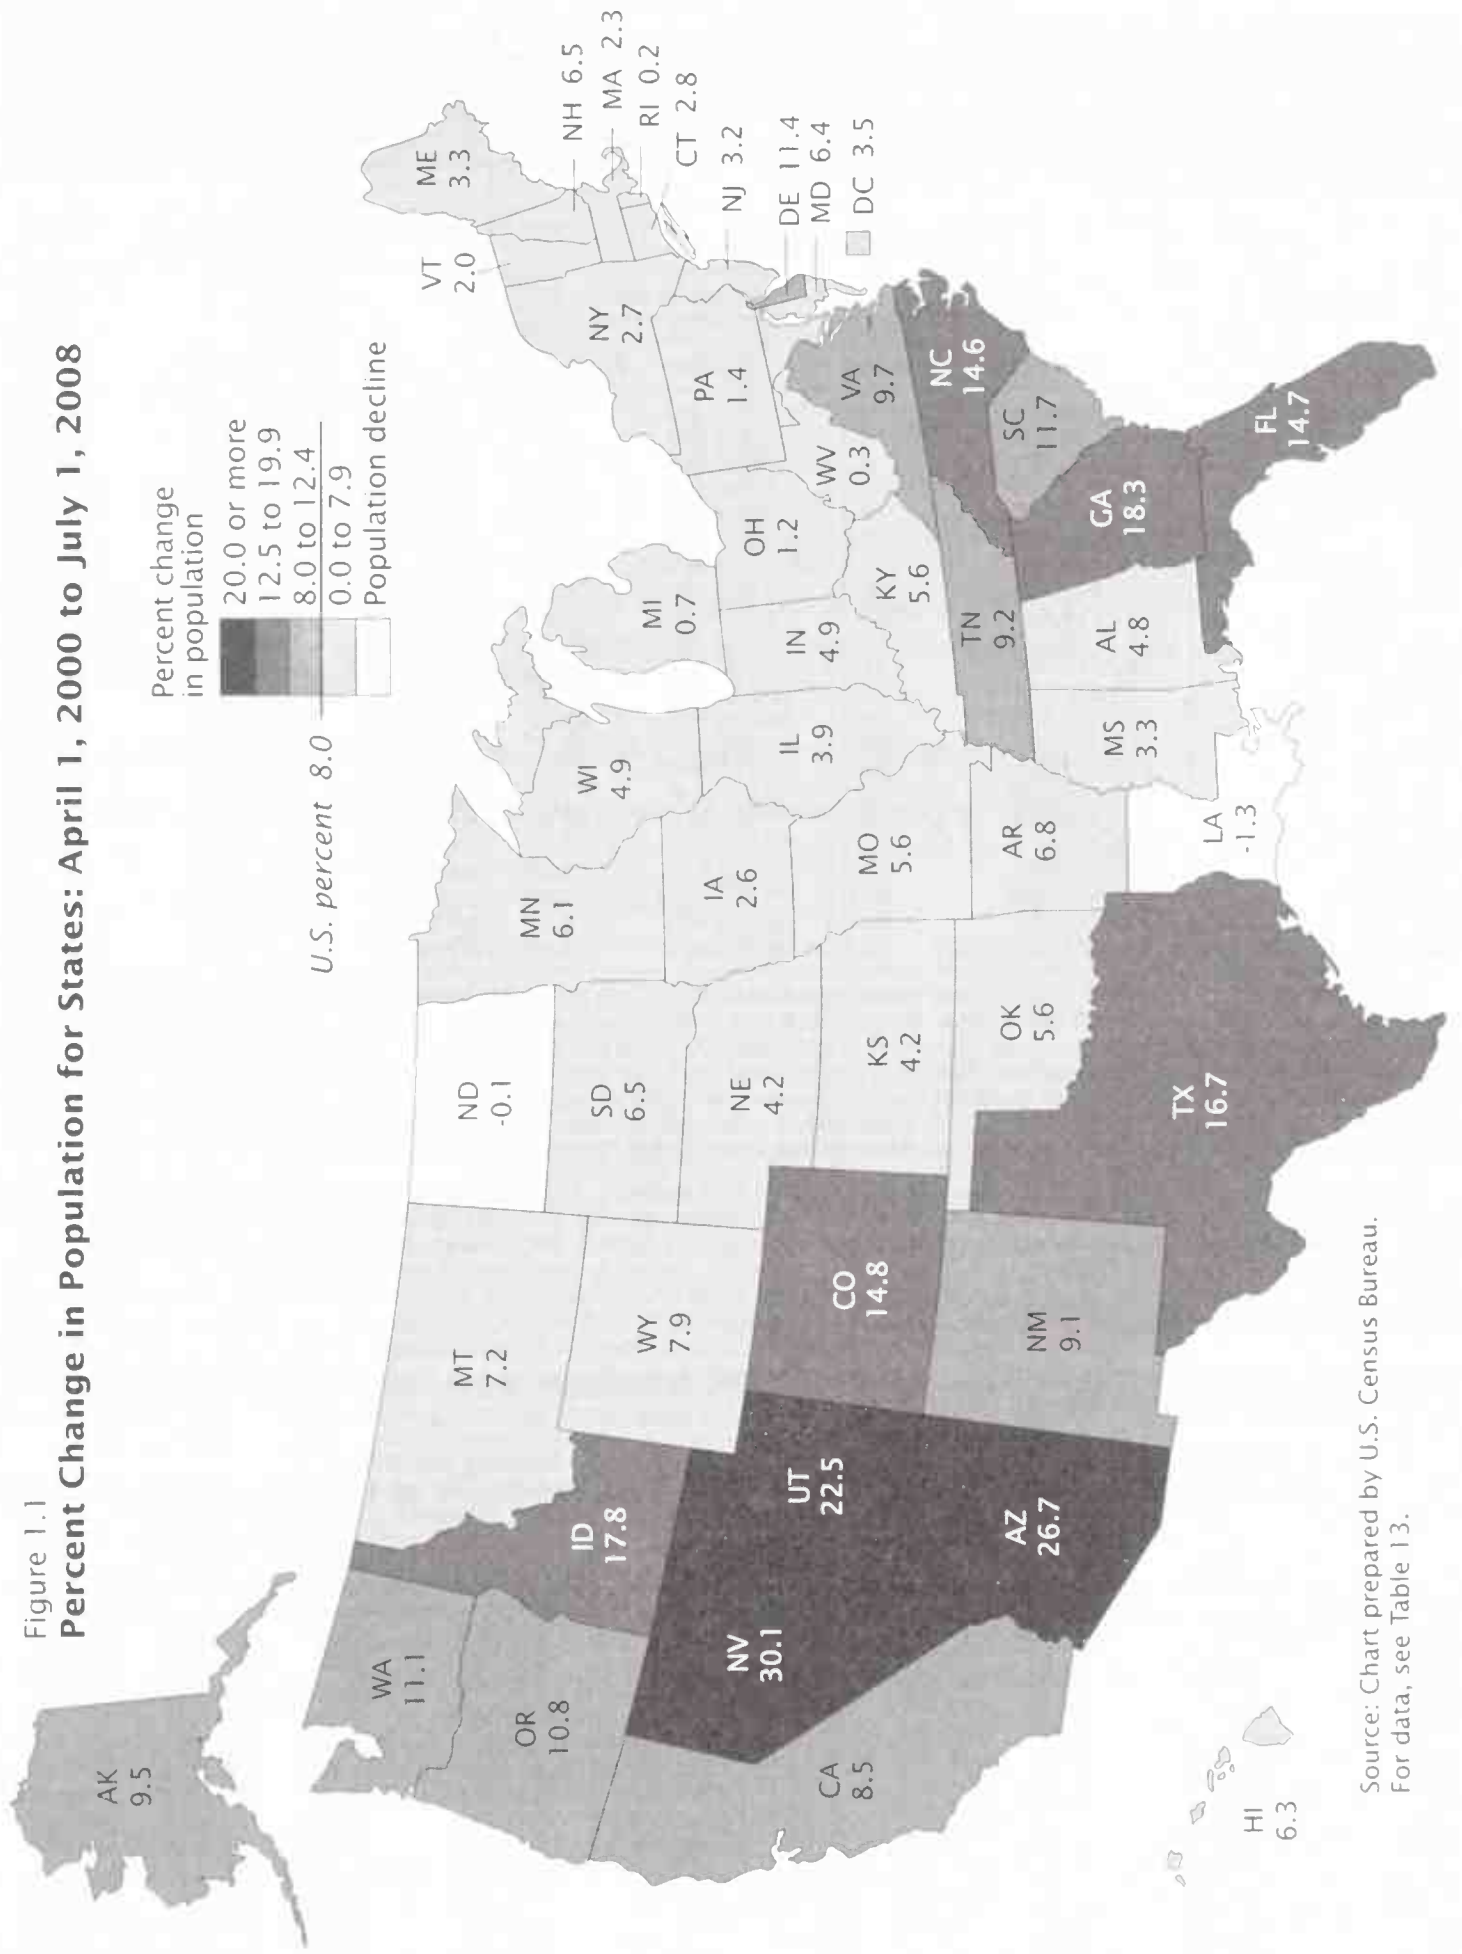 Figure 1.1
Percent Change in Population for States: April 1, 2000 to July 1, 2008
Percent change
in population
20.0 or more
12.5 to 19.9
8.0 to 12.4
0.0 to 7.9
Population decline
U.S. percent 8.0
AK
9.5
WA
11.1
OR
10.8
CA
8.5
HI
6.3
NV
30.1
ID
17.8
UT
22.5
AZ
26.7
MT
7.2
WY
7.9
CO
14.8
NM
9.1
ND
-0.1
SD
6.5
NE
4.2
KS
4.2
OK
5.6
TX
16.7
MN
6.1
IA
2.6
MO
5.6
AR
6.8
LA
-1.3
WI
4.9
IL
3.9
MS
3.3
MI
0.7
IN
4.9
KY
5.6
TN
9.2
AL
4.8
OH
1.2
WV
0.3
GA
18.3
FL
14.7
PA
1.4
VA
9.7
NC
14.6
SC
11.7
NY
2.7
VT
2.0
ME
3.3
NH 6.5
MA 2.3
RI 0.2
CT 2.8
NJ 3.2
DE 11.4
MD 6.4
DC 3.5
Source: Chart prepared by U.S. Census Bureau.
For data, see Table 13.